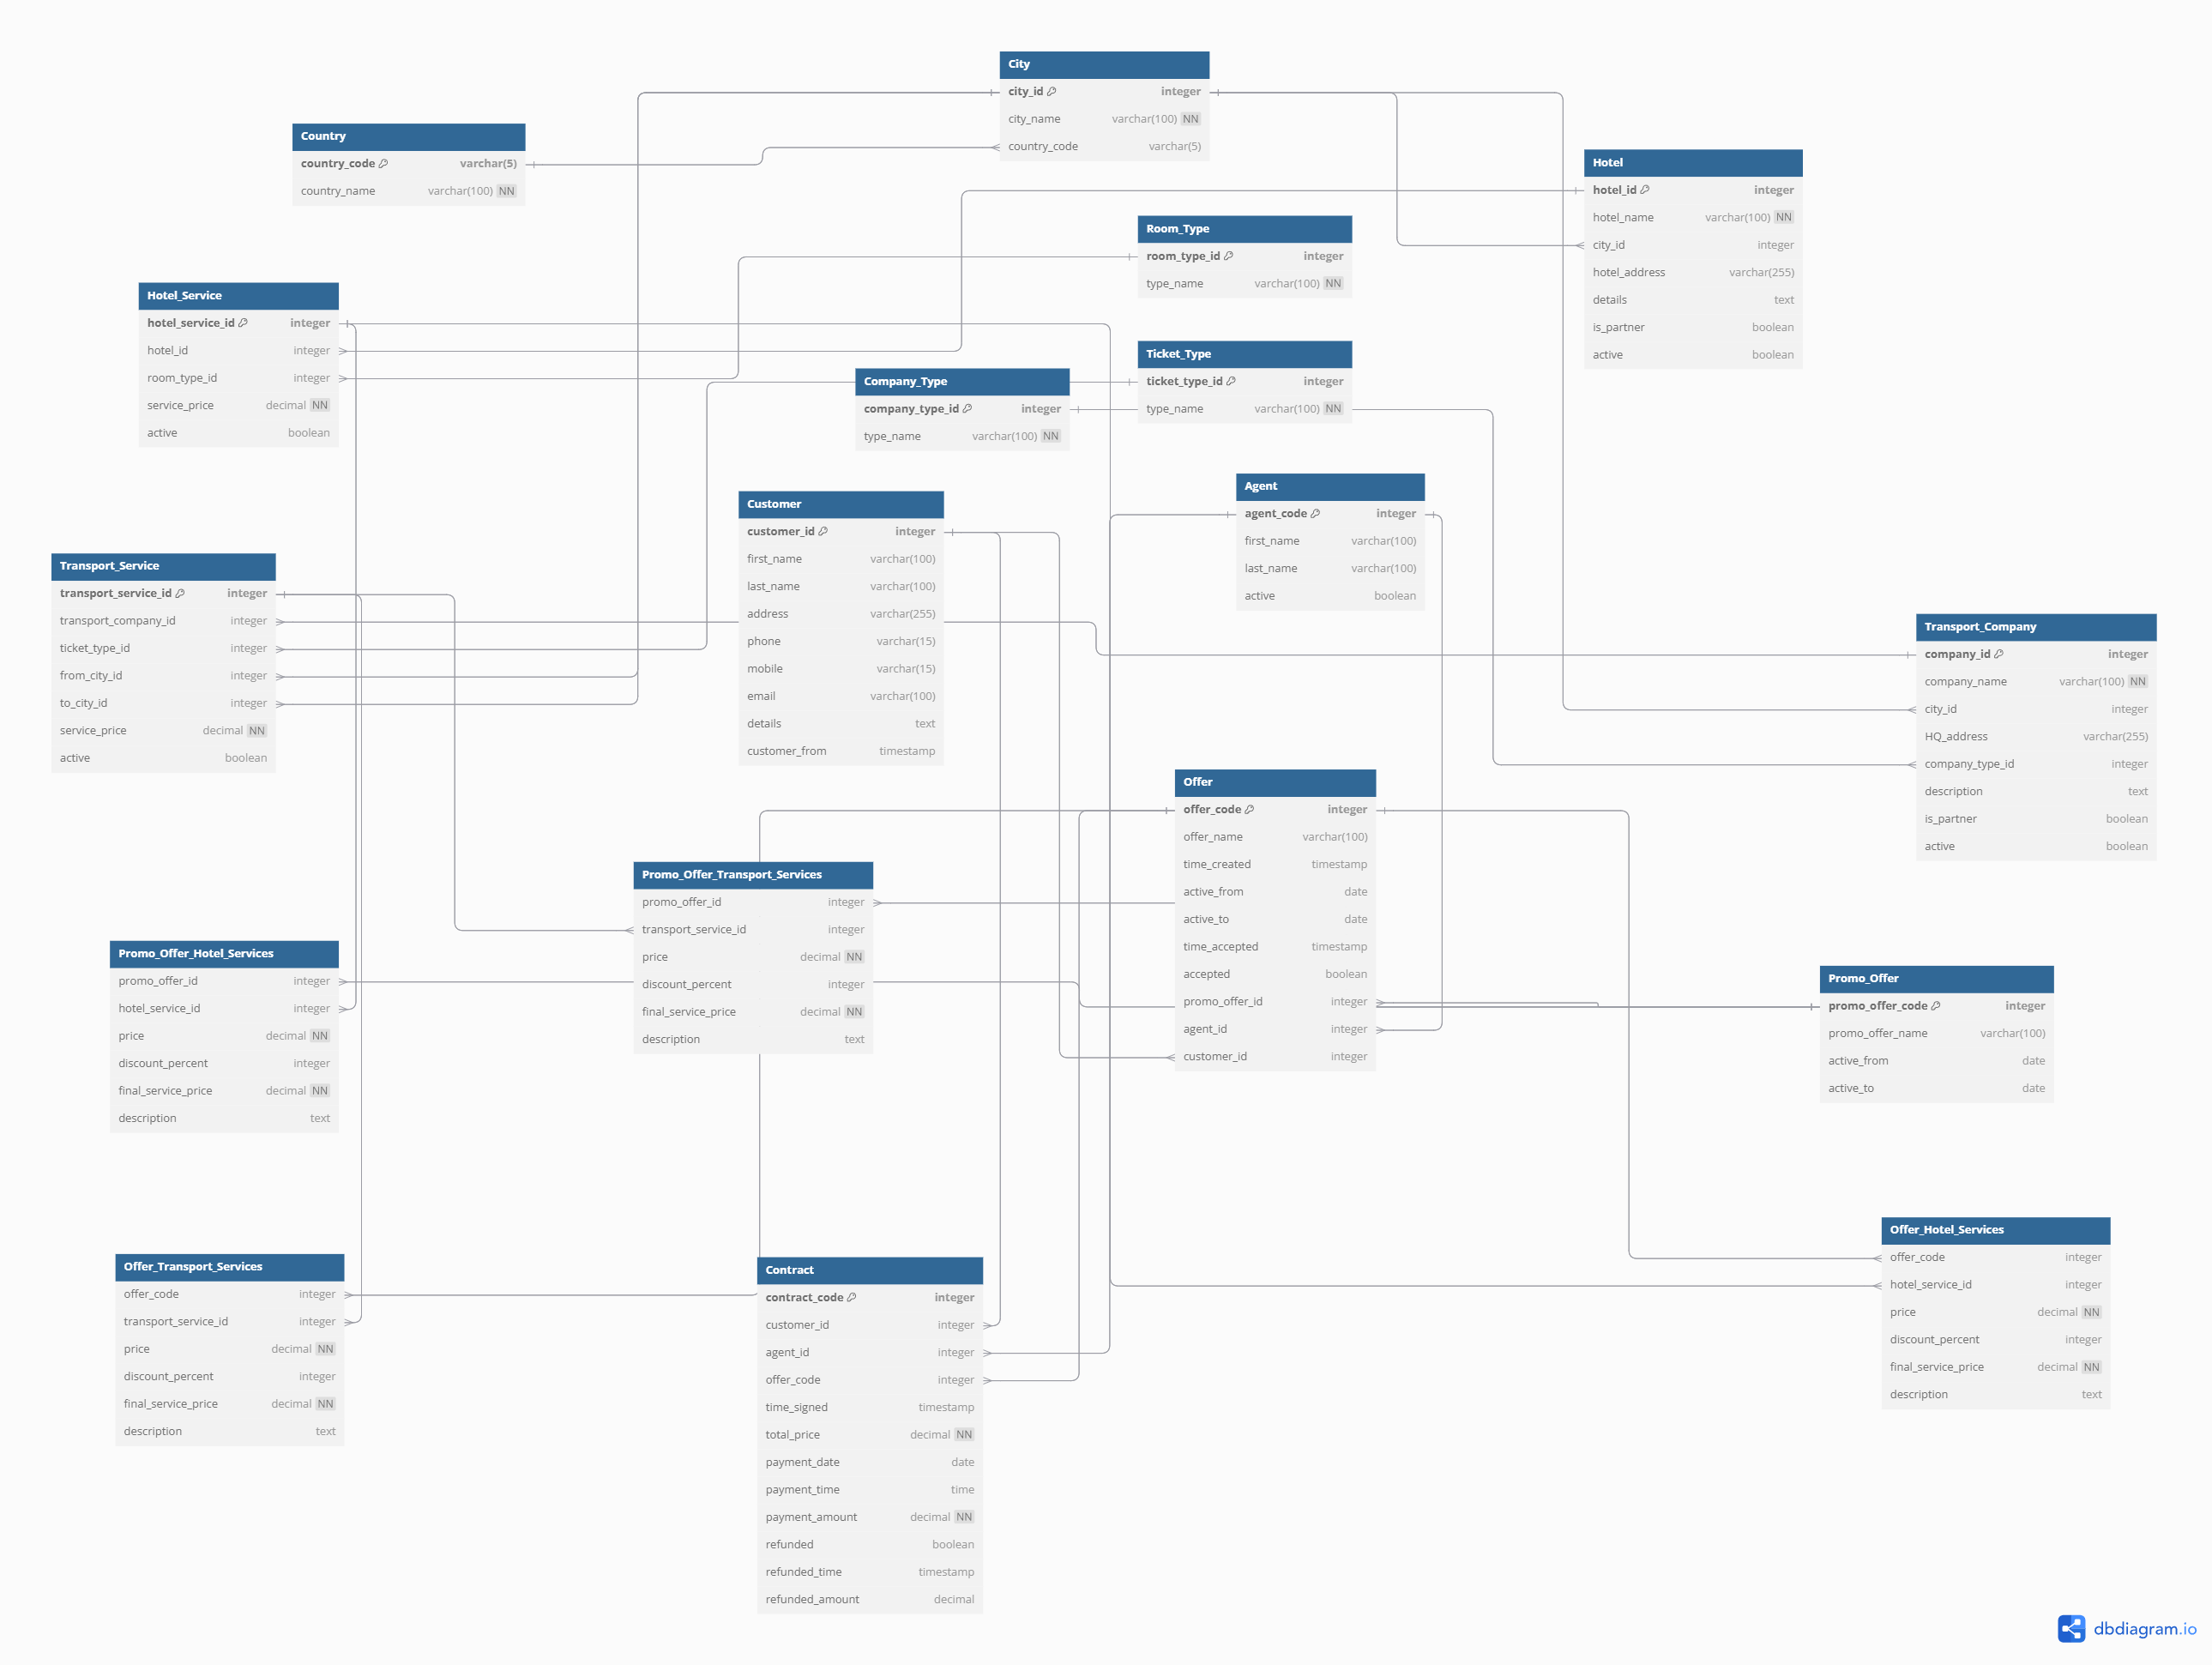 City
city_id integer
city_name varchar(100) NN
country_code varchar(5)
Country
country_code varchar(5)
country_name varchar(100) NN
Hotel
hotel_id integer
hotel_name varchar(100) NN
city_id integer
hotel_address varchar(255)
details text
is_partner boolean
active boolean
Room_Type
room_type_id integer
type_name varchar(100) NN
Hotel_Service
hotel_service_id integer
hotel_id integer
room_type_id integer
service_price decimal NN
active boolean
Ticket_Type
ticket_type_id integer
type_name varchar(100) NN
Company_Type
company_type_id integer
type_name varchar(100) NN
Agent
agent_code integer
first_name varchar(100)
last_name varchar(100)
active boolean
Customer
customer_id integer
first_name varchar(100)
last_name varchar(100)
address varchar(255)
phone varchar(15)
mobile varchar(15)
email varchar(100)
details text
customer_from timestamp
Transport_Service
transport_service_id integer
transport_company_id integer
ticket_type_id integer
from_city_id integer
to_city_id integer
service_price decimal NN
active boolean
Transport_Company
company_id integer
company_name varchar(100) NN
city_id integer
HQ_address varchar(255)
company_type_id integer
description text
is_partner boolean
active boolean
Offer
offer_code integer
offer_name varchar(100)
time_created timestamp
active_from date
active_to date
time_accepted timestamp
accepted boolean
promo_offer_id integer
agent_id integer
customer_id integer
Promo_Offer_Transport_Services
promo_offer_id integer
transport_service_id integer
price decimal NN
discount_percent integer
final_service_price decimal NN
description text
Promo_Offer_Hotel_Services
promo_offer_id integer
hotel_service_id integer
price decimal NN
discount_percent integer
final_service_price decimal NN
description text
Promo_Offer
promo_offer_code integer
promo_offer_name varchar(100)
active_from date
active_to date
Offer_Hotel_Services
offer_code integer
hotel_service_id integer
price decimal NN
discount_percent integer
final_service_price decimal NN
description text
Offer_Transport_Services
offer_code integer
transport_service_id integer
price decimal NN
discount_percent integer
final_service_price decimal NN
description text
Contract
contract_code integer
customer_id integer
agent_id integer
offer_code integer
time_signed timestamp
total_price decimal NN
payment_date date
payment_time time
payment_amount decimal NN
refunded boolean
refunded_time timestamp
refunded_amount decimal
dbdiagram.io